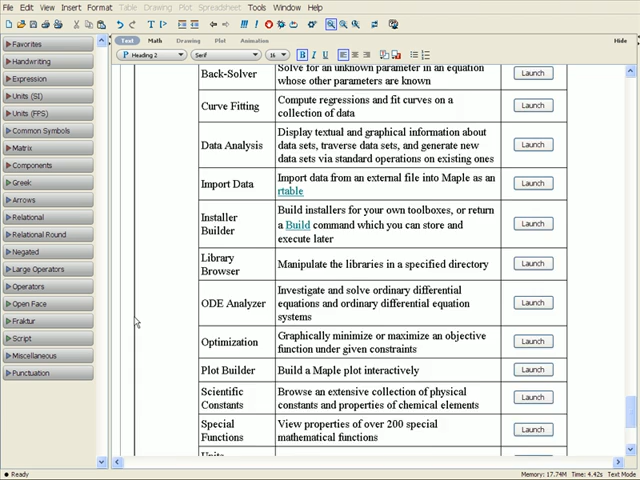 File Edit View Insert Format Table Drawing Plot Spreadsheet Tools Window Help
Text Math Drawing Plot Animation Hide
P Heading 2 Serif 16 B I U
Favorites
Handwriting
Expression
Units (SI)
Units (FPS)
Common Symbols
Matrix
Components
Greek
Arrows
Relational
Relational Round
Negated
Large Operators
Operators
Open Face
Fraktur
Script
Miscellaneous
Punctuation
Back-Solver
Solve for an unknown parameter in an equation
whose other parameters are known
Launch
Curve Fitting
Compute regressions and fit curves on a
collection of data
Launch
Data Analysis
Display textual and graphical information about
data sets, traverse data sets, and generate new
data sets via standard operations on existing ones
Launch
Import Data
Import data from an external file into Maple as an
rtable
Launch
Installer
Builder
Build installers for your own toolboxes, or return
a Build command which you can store and
execute later
Launch
Library
Browser
Manipulate the libraries in a specified directory
Launch
ODE Analyzer
Investigate and solve ordinary differential
equations and ordinary differential equation
systems
Launch
Optimization
Graphically minimize or maximize an objective
function under given constraints
Launch
Plot Builder
Build a Maple plot interactively
Launch
Scientific
Constants
Browse an extensive collection of physical
constants and properties of chemical elements
Launch
Special
Functions
View properties of over 200 special
mathematical functions
Launch
Units
Ready
Memory: 17.74M Time: 4.42s Text Mode